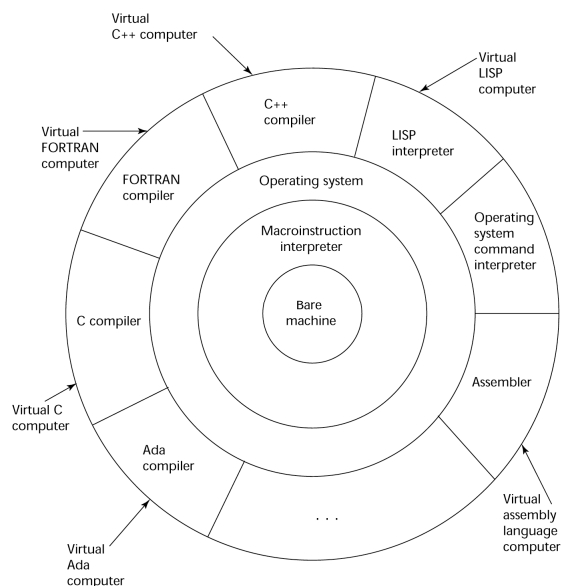 Virtual
C++ computer
Virtual
LISP
computer
C++
compiler
Virtual
FORTRAN
computer
LISP
interpreter
FORTRAN
compiler
Operating system
Operating
system
command
interpreter
Macroinstruction
interpreter
Bare
machine
C compiler
Assembler
Virtual C
computer
Ada
compiler
Virtual
assembly
language
computer
. . .
Virtual
Ada
computer